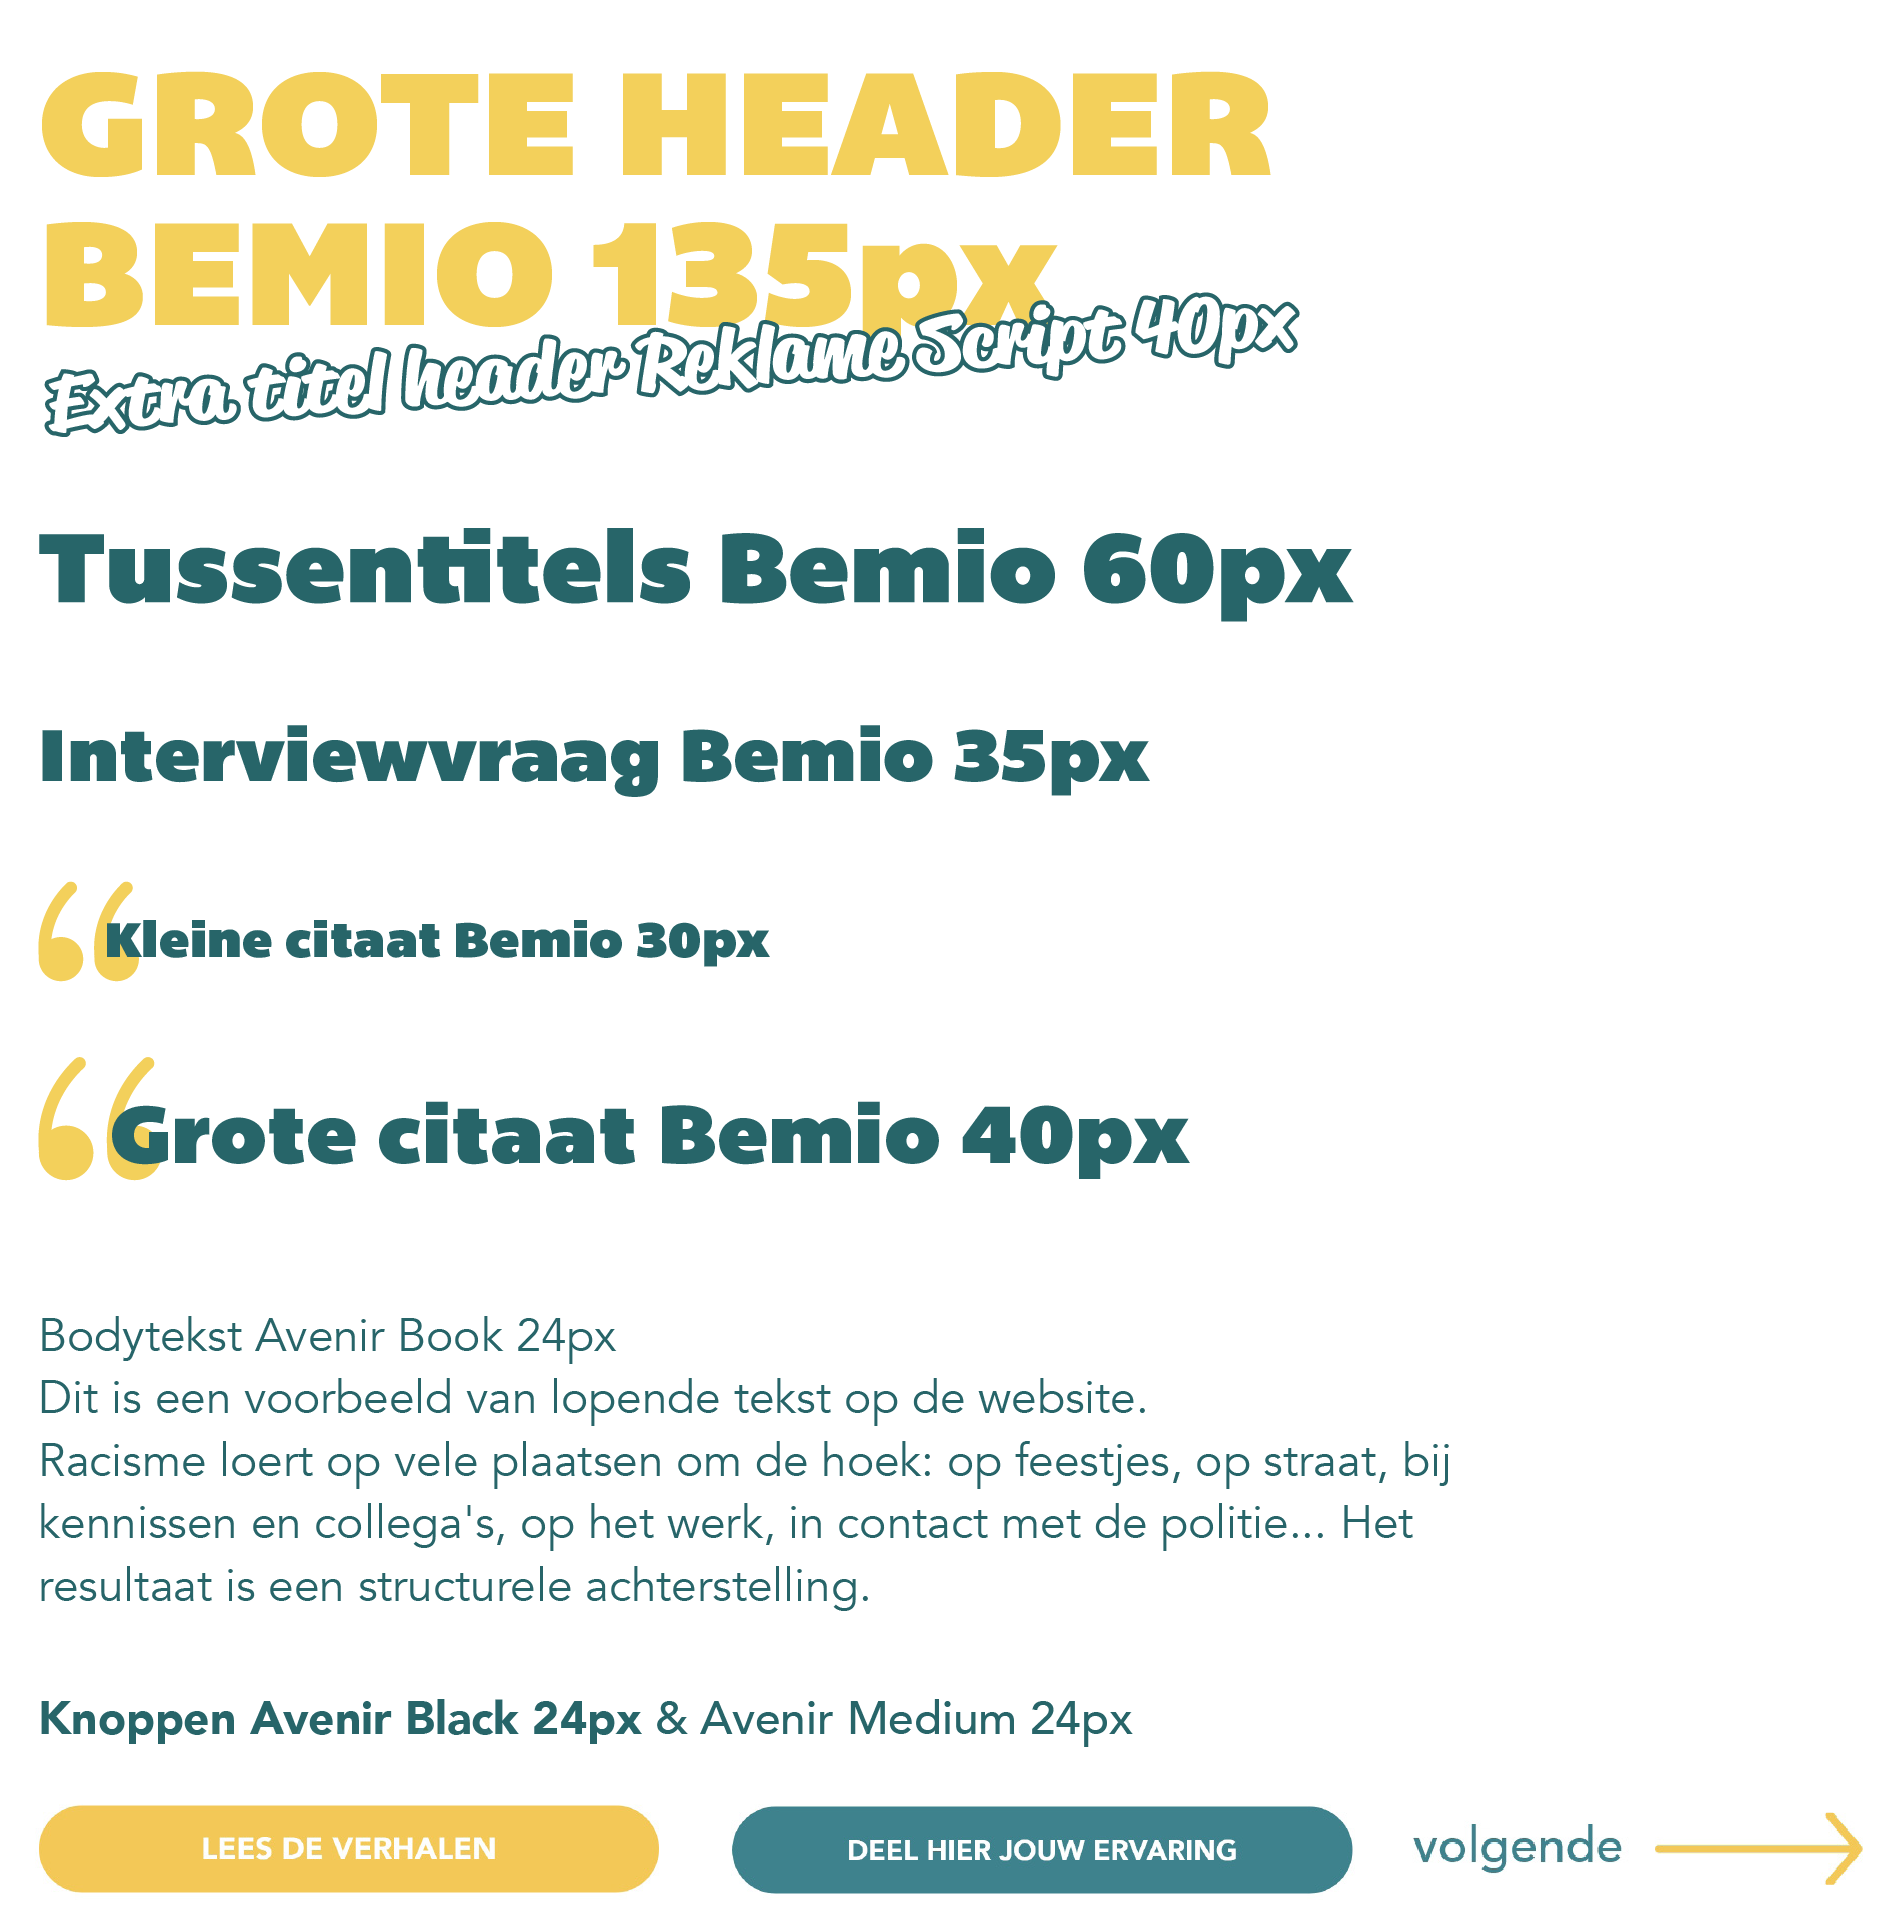 GROTE HEADER
BEMIO 135px
Extra titel header Reklame Script 40px
Tussentitels Bemio 60px
Interviewvraag Bemio 35px
“Kleine citaat Bemio 30px
“Grote citaat Bemio 40px
Bodytekst Avenir Book 24px
Dit is een voorbeeld van lopende tekst op de website.
Racisme loert op vele plaatsen om de hoek: op feestjes, op straat, bij
kennissen en collega's, op het werk, in contact met de politie... Het
resultaat is een structurele achterstelling.
Knoppen Avenir Black 24px & Avenir Medium 24px
LEES DE VERHALEN
DEEL HIER JOUW ERVARING
volgende